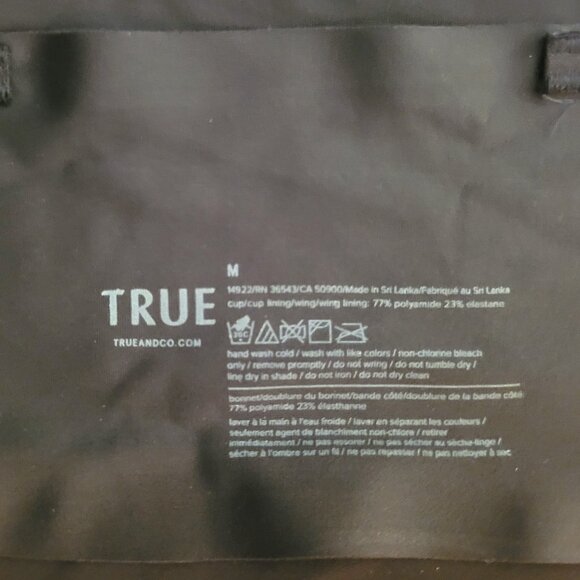 M
14922/RN 36543/CA 50900/Made in Sri Lanka/Fabriqué au Sri Lanka
cup/cup lining/wing/wing lining: 77% polyamide 23% elastane
TRUE
TRUEANDCO.COM
30C
hand wash cold / wash with like colors / non-chlorine bleach
only / remove promptly / do not wring / do not tumble dry /
line dry in shade / do not iron / do not dry clean
bonnet/doublure du bonnet/bande côté/doublure de la bande côté
77% polyamide 23% élasthanne
laver à la main à l'eau froide / laver en séparant les couleurs /
seulement agent de blanchiment non-chlore / retirer
immédiatement / ne pas essorer / ne pas sécher au sèche-linge /
sécher à l'ombre sur un fil / ne pas repasser / ne pas nettoyer à sec